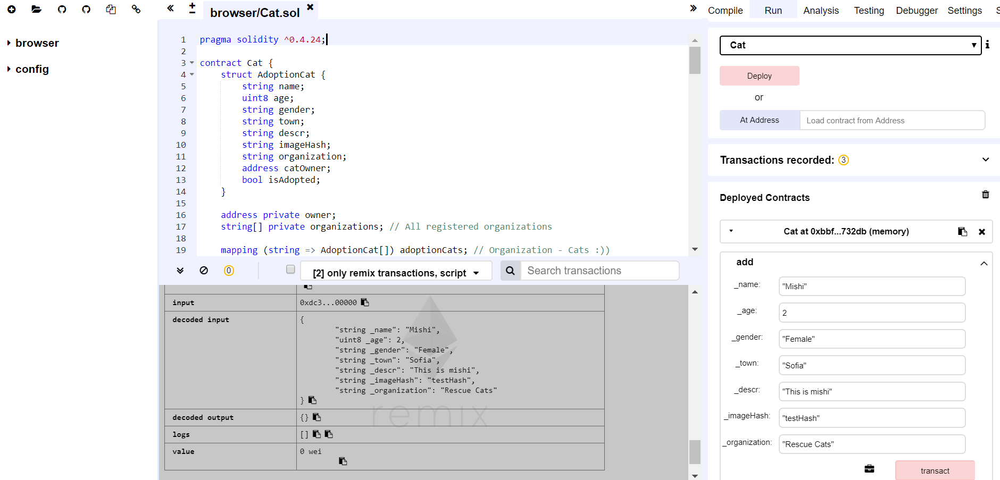 browser/Cat.sol
browser
config
1 pragma solidity ^0.4.24;
2
3 contract Cat {
4 struct AdoptionCat {
5 string name;
6 uint8 age;
7 string gender;
8 string town;
9 string descr;
10 string imageHash;
11 string organization;
12 address catOwner;
13 bool isAdopted;
14 }
15
16 address private owner;
17 string[] private organizations; // All registered organizations
18
19 mapping (string => AdoptionCat[]) adoptionCats; // Organization - Cats :))
0
[2] only remix transactions, script
Search transactions
input 0xdc3...00000
decoded input {
"string _name": "Mishi",
"uint8 _age": 2,
"string _gender": "Female",
"string _town": "Sofia",
"string _descr": "This is mishi",
"string _imageHash": "testHash",
"string _organization": "Rescue Cats"
}
decoded output {}
logs []
value 0 wei
remix
Compile Run Analysis Testing Debugger Settings S
Cat
Deploy
or
At Address Load contract from Address
Transactions recorded: 3
Deployed Contracts
Cat at 0xbbf...732db (memory)
add
_name: "Mishi"
_age: 2
_gender: "Female"
_town: "Sofia"
_descr: "This is mishi"
_imageHash: "testHash"
_organization: "Rescue Cats"
transact